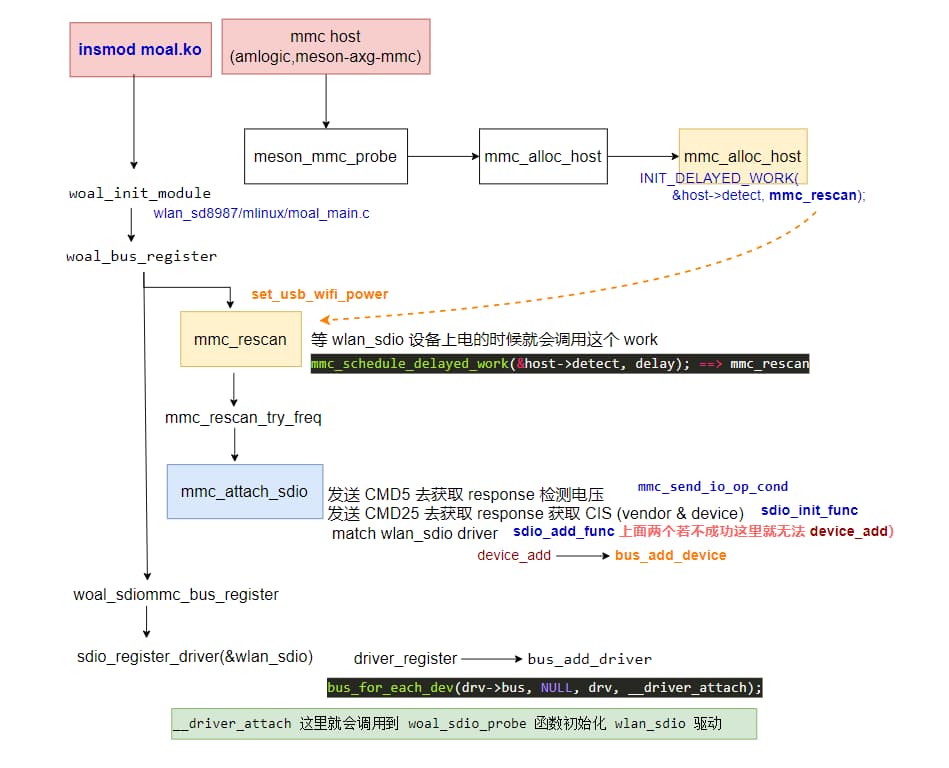 insmod moal.ko
mmc host
(amlogic,meson-axg-mmc)
meson_mmc_probe
mmc_alloc_host
mmc_alloc_host
INIT_DELAYED_WORK(
&host->detect, mmc_rescan);
woal_init_module
wlan_sd8987/mlinux/moal_main.c
woal_bus_register
set_usb_wifi_power
mmc_rescan
等 wlan_sdio 设备上电的时候就会调用这个 work
mmc_schedule_delayed_work(&host->detect, delay); ==> mmc_rescan
mmc_rescan_try_freq
mmc_attach_sdio
发送 CMD5 去获取 response 检测电压 mmc_send_io_op_cond
发送 CMD25 去获取 response 获取 CIS (vendor & device) sdio_init_func
match wlan_sdio driver sdio_add_func 上面两个若不成功这里就无法 device_add)
device_add bus_add_device
woal_sdiommc_bus_register
sdio_register_driver(&wlan_sdio) driver_register bus_add_driver
bus_for_each_dev(drv->bus, NULL, drv, __driver_attach);
__driver_attach 这里就会调用到 woal_sdio_probe 函数初始化 wlan_sdio 驱动